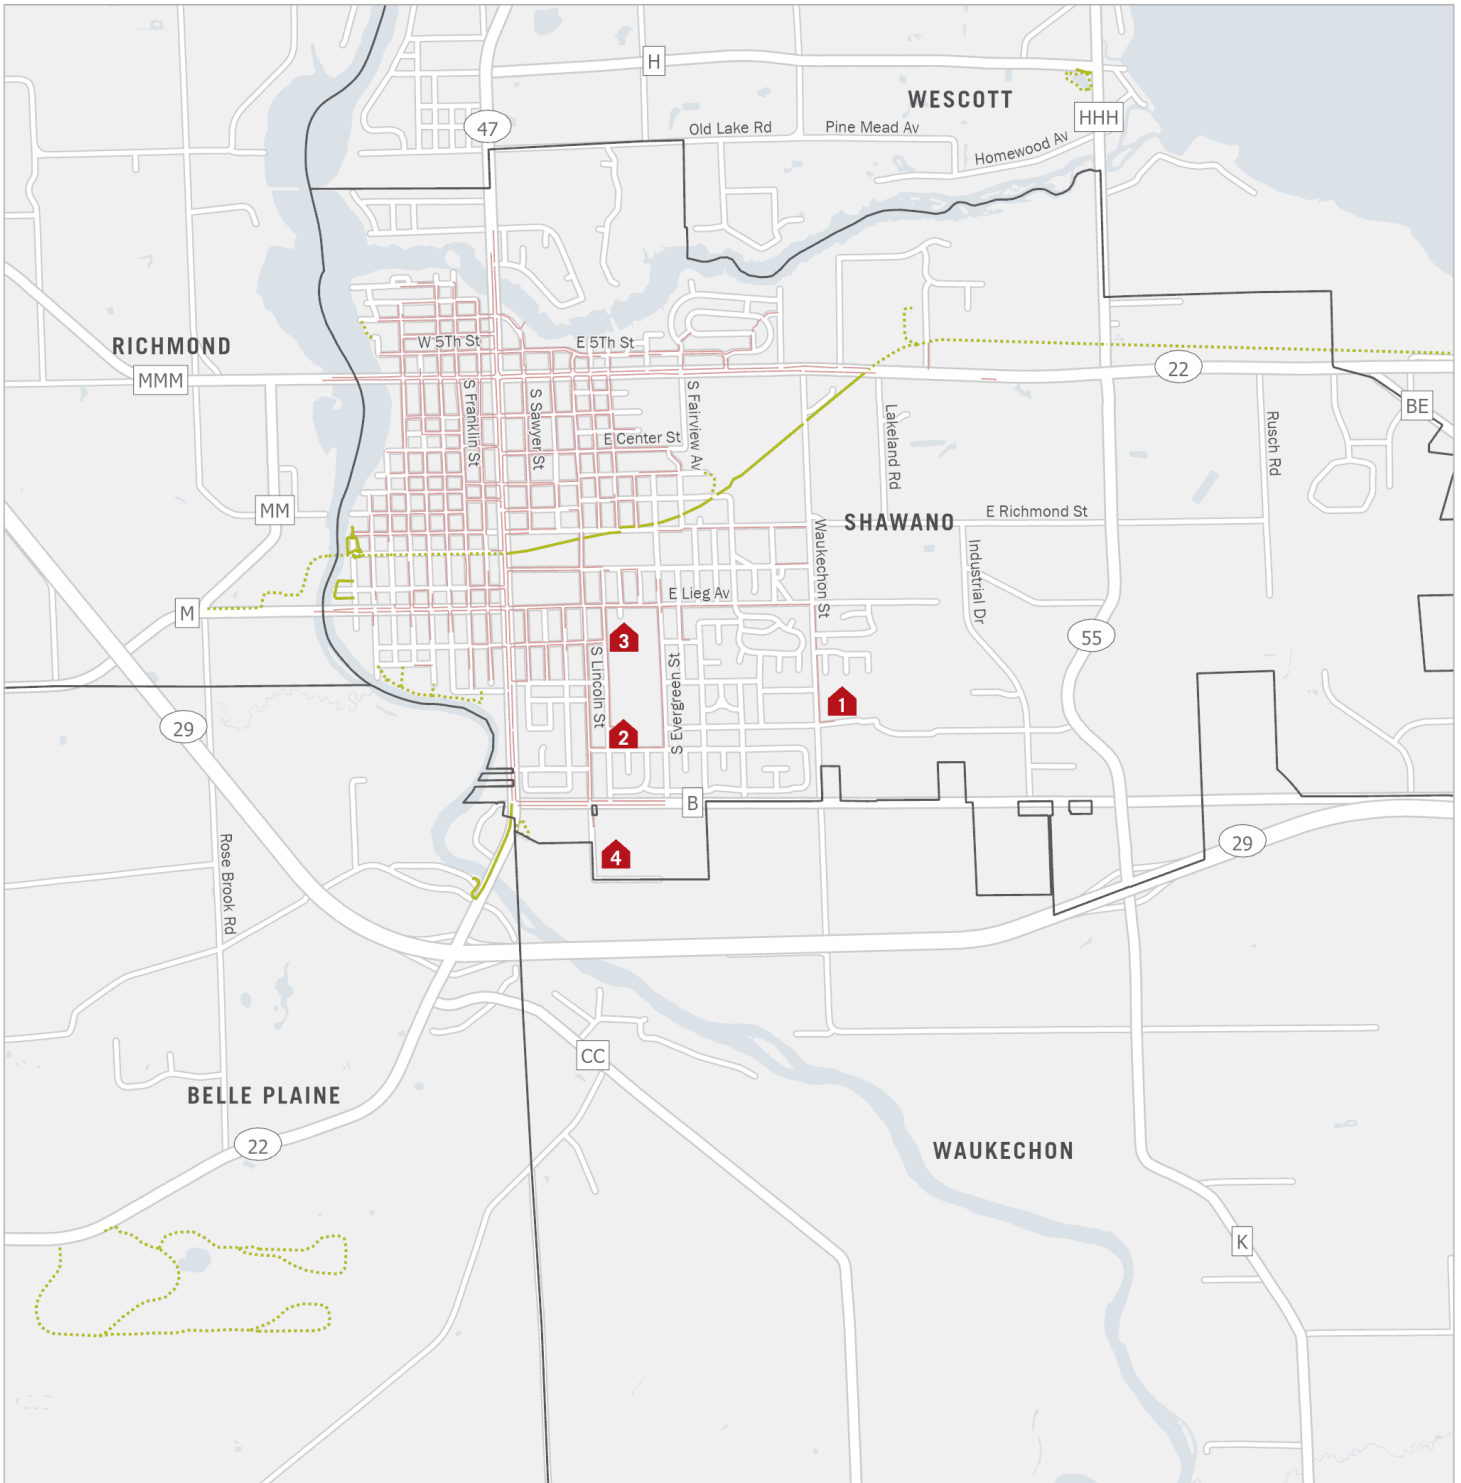 H
WESCOTT
HHH
47
Old Lake Rd
Pine Mead Av
Homewood Av
RICHMOND
W 5Th St
E 5Th St
MMM
22
S Franklin St
S Sawyer St
S Fairview Av
BE
Lakeland Rd
Rusch Rd
E Center St
MM
SHAWANO
E Richmond St
Waukechon St
Industrial Dr
E Lieg Av
M
55
3
S Lincoln St
S Evergreen St
1
29
2
B
Rose Brook Rd
4
29
CC
BELLE PLAINE
22
WAUKECHON
K